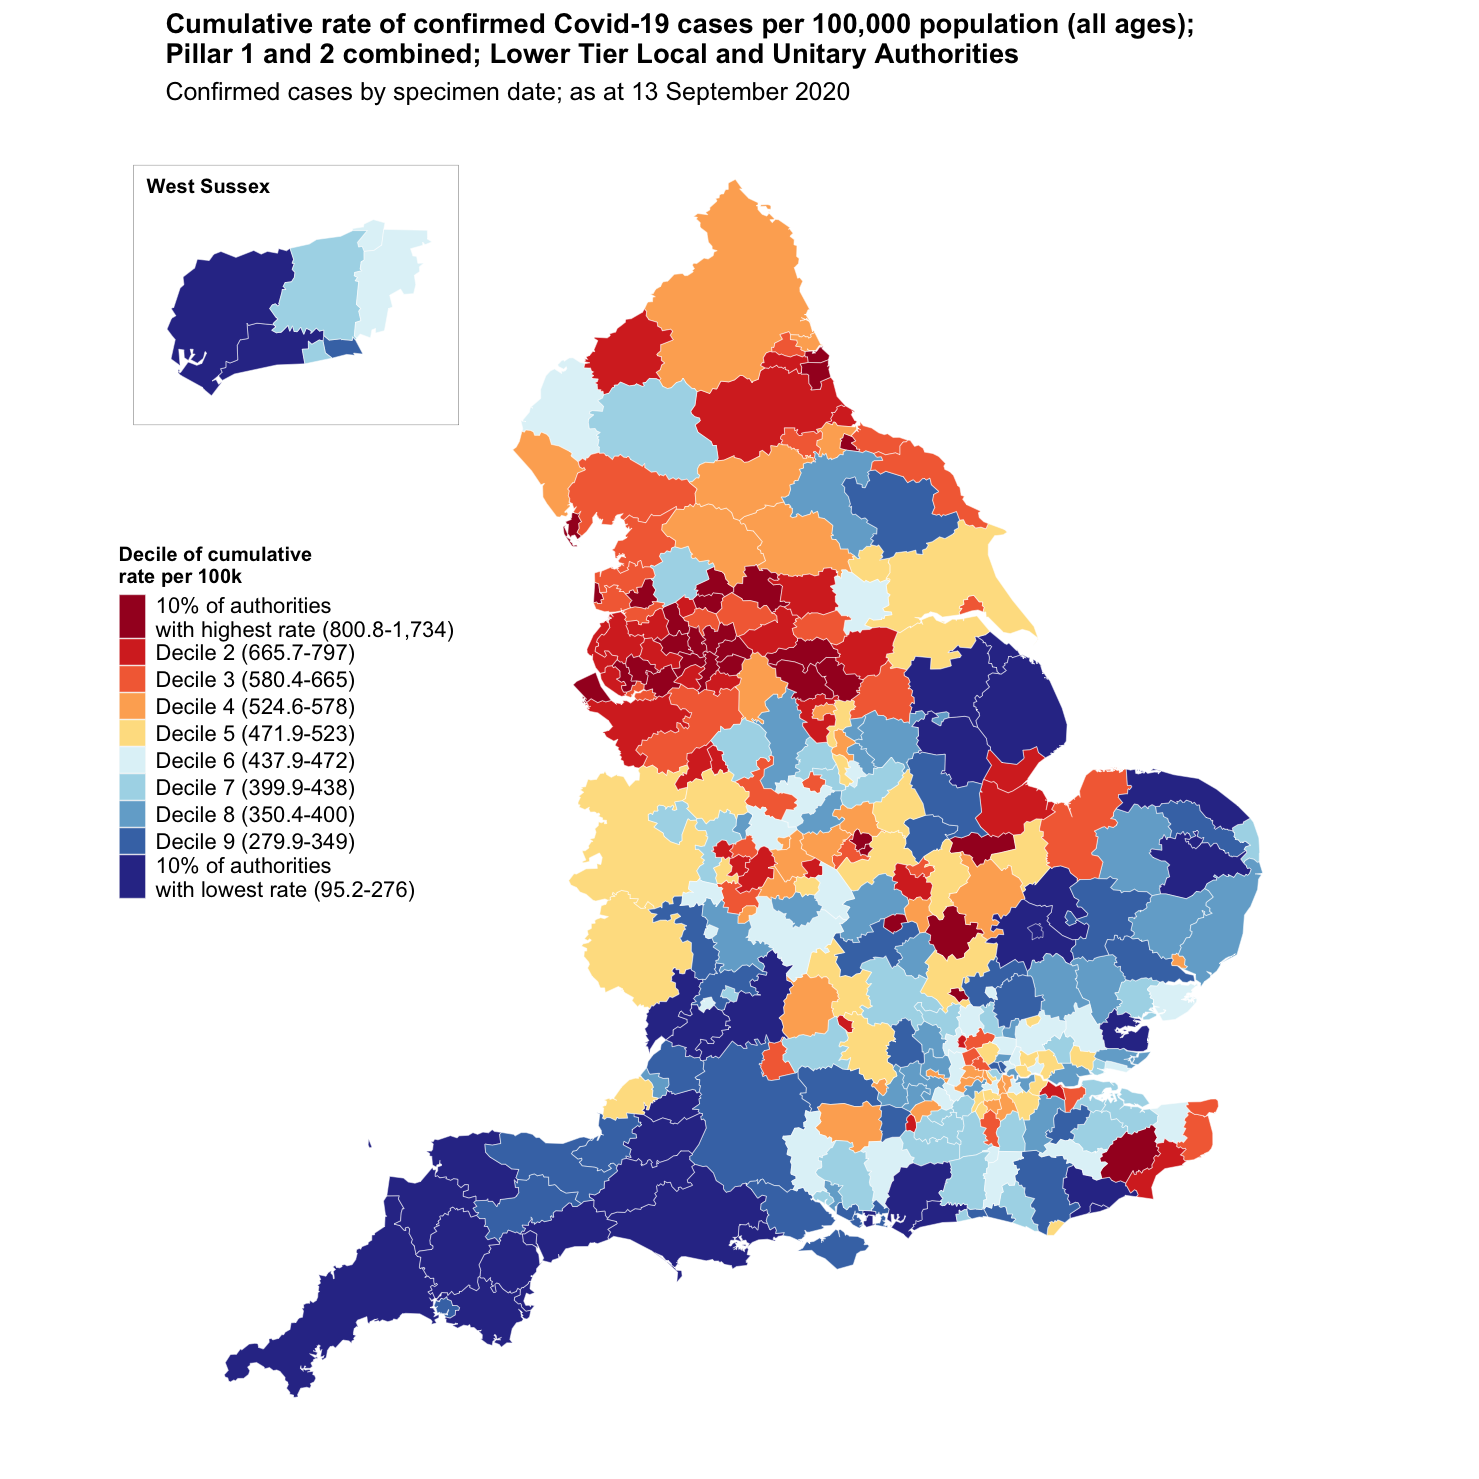 Cumulative rate of confirmed Covid-19 cases per 100,000 population (all ages);
Pillar 1 and 2 combined; Lower Tier Local and Unitary Authorities
Confirmed cases by specimen date; as at 13 September 2020
West Sussex
Decile of cumulative
rate per 100k
10% of authorities
with highest rate (800.8-1,734)
Decile 2 (665.7-797)
Decile 3 (580.4-665)
Decile 4 (524.6-578)
Decile 5 (471.9-523)
Decile 6 (437.9-472)
Decile 7 (399.9-438)
Decile 8 (350.4-400)
Decile 9 (279.9-349)
10% of authorities
with lowest rate (95.2-276)